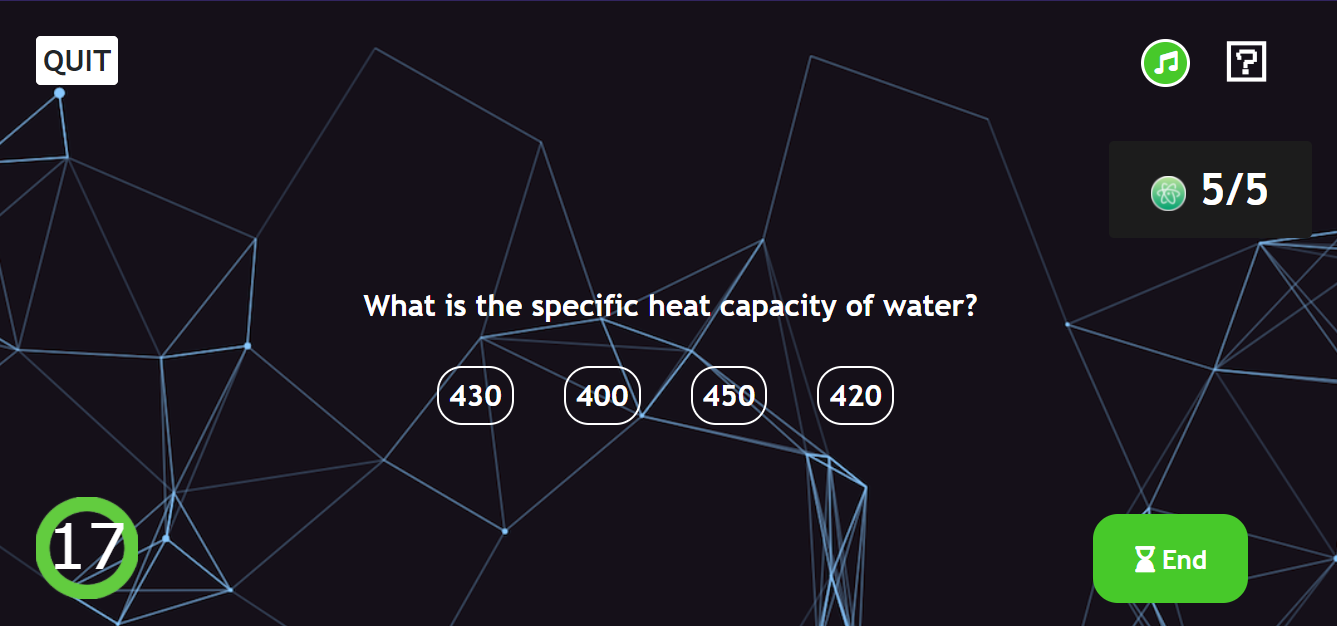 QUIT
5/5
What is the specific heat capacity of water?
430 400 450 420
17
End